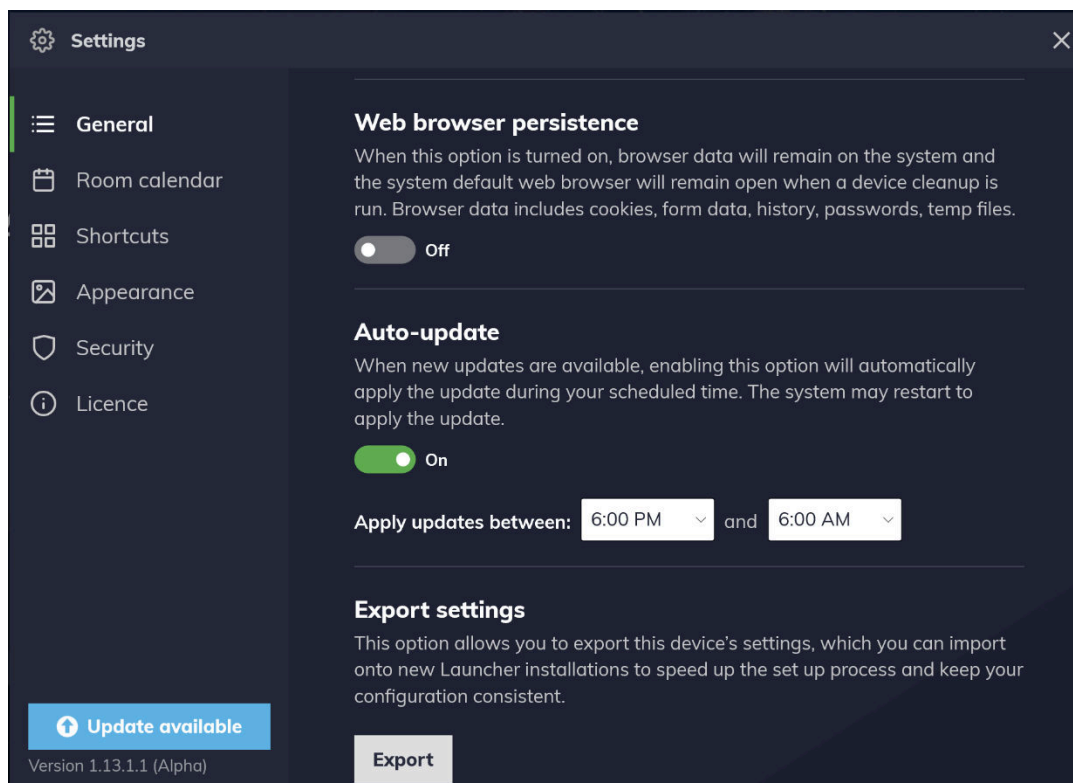 Settings
General
Room calendar
Shortcuts
Appearance
Security
Licence
Update available
Version 1.13.1.1 (Alpha)
Web browser persistence
When this option is turned on, browser data will remain on the system and
the system default web browser will remain open when a device cleanup is
run. Browser data includes cookies, form data, history, passwords, temp files.
Off
Auto-update
When new updates are available, enabling this option will automatically
apply the update during your scheduled time. The system may restart to
apply the update.
On
Apply updates between: 6:00 PM and 6:00 AM
Export settings
This option allows you to export this device's settings, which you can import
onto new Launcher installations to speed up the set up process and keep your
configuration consistent.
Export